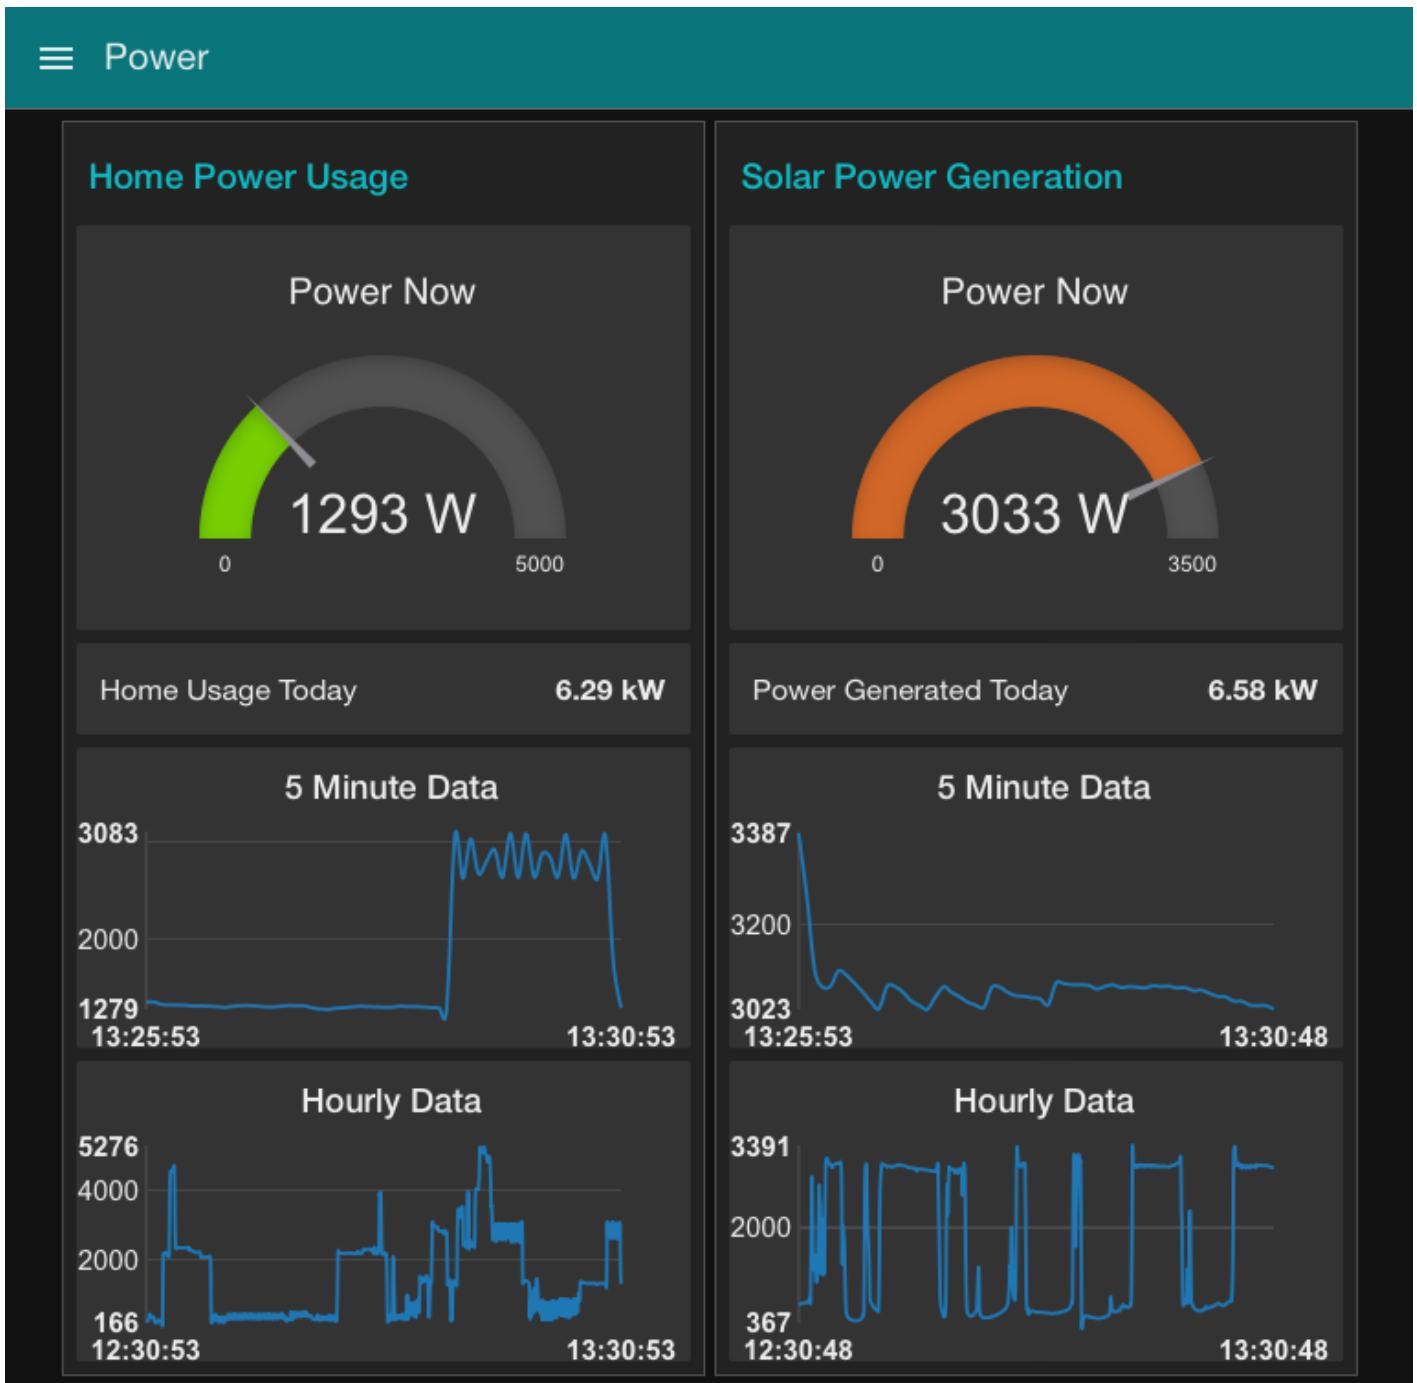 Power
Home Power Usage
Power Now
1293 W
0 5000
Home Usage Today 6.29 kW
5 Minute Data
3083
2000
1279
13:25:53 13:30:53
Hourly Data
5276
4000
2000
166
12:30:53 13:30:53
Solar Power Generation
Power Now
3033 W
0 3500
Power Generated Today 6.58 kW
5 Minute Data
3387
3200
3023
13:25:53 13:30:48
Hourly Data
3391
2000
367
12:30:48 13:30:48